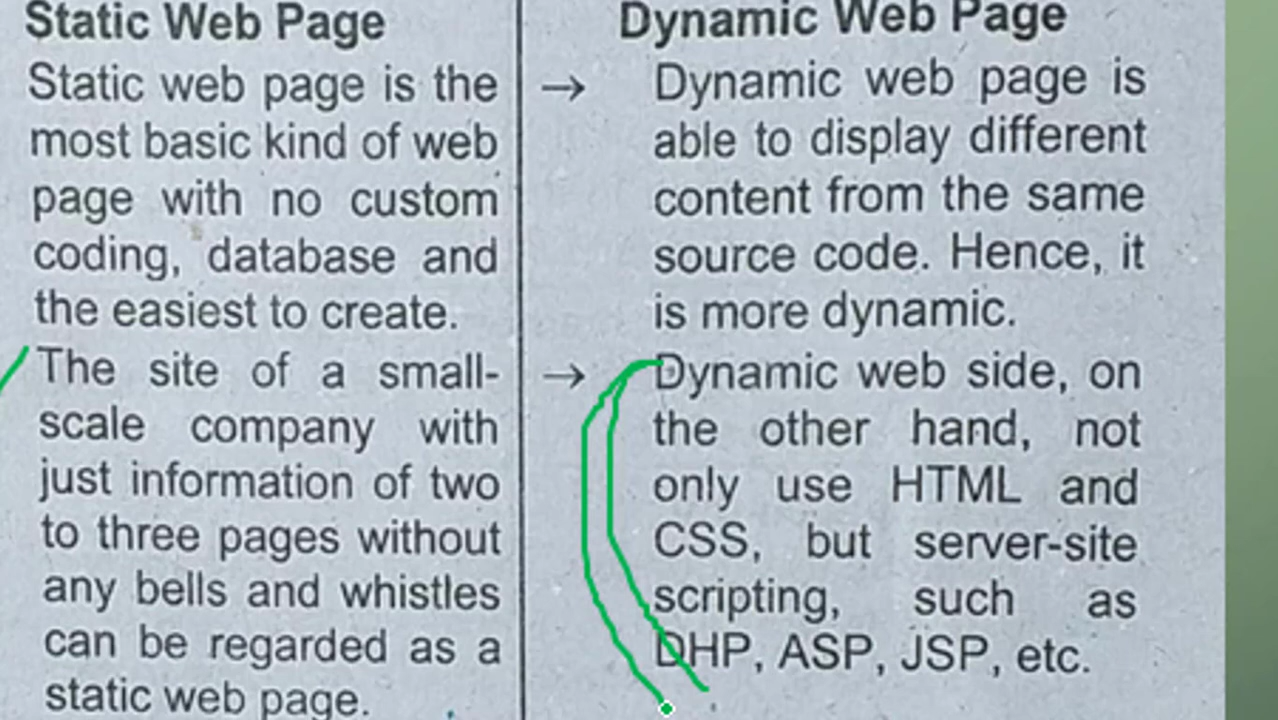 Static Web Page
Static web page is the
most basic kind of web
page with no custom
coding, database and
the easiest to create.
The site of a small-
scale company with
just information of two
to three pages without
any bells and whistles
can be regarded as a
static web page.
Dynamic Web Page
→ Dynamic web page is
able to display different
content from the same
source code. Hence, it
is more dynamic.
→ Dynamic web side, on
the other hand, not
only use HTML and
CSS, but server-site
scripting, such as
DHP, ASP, JSP, etc.